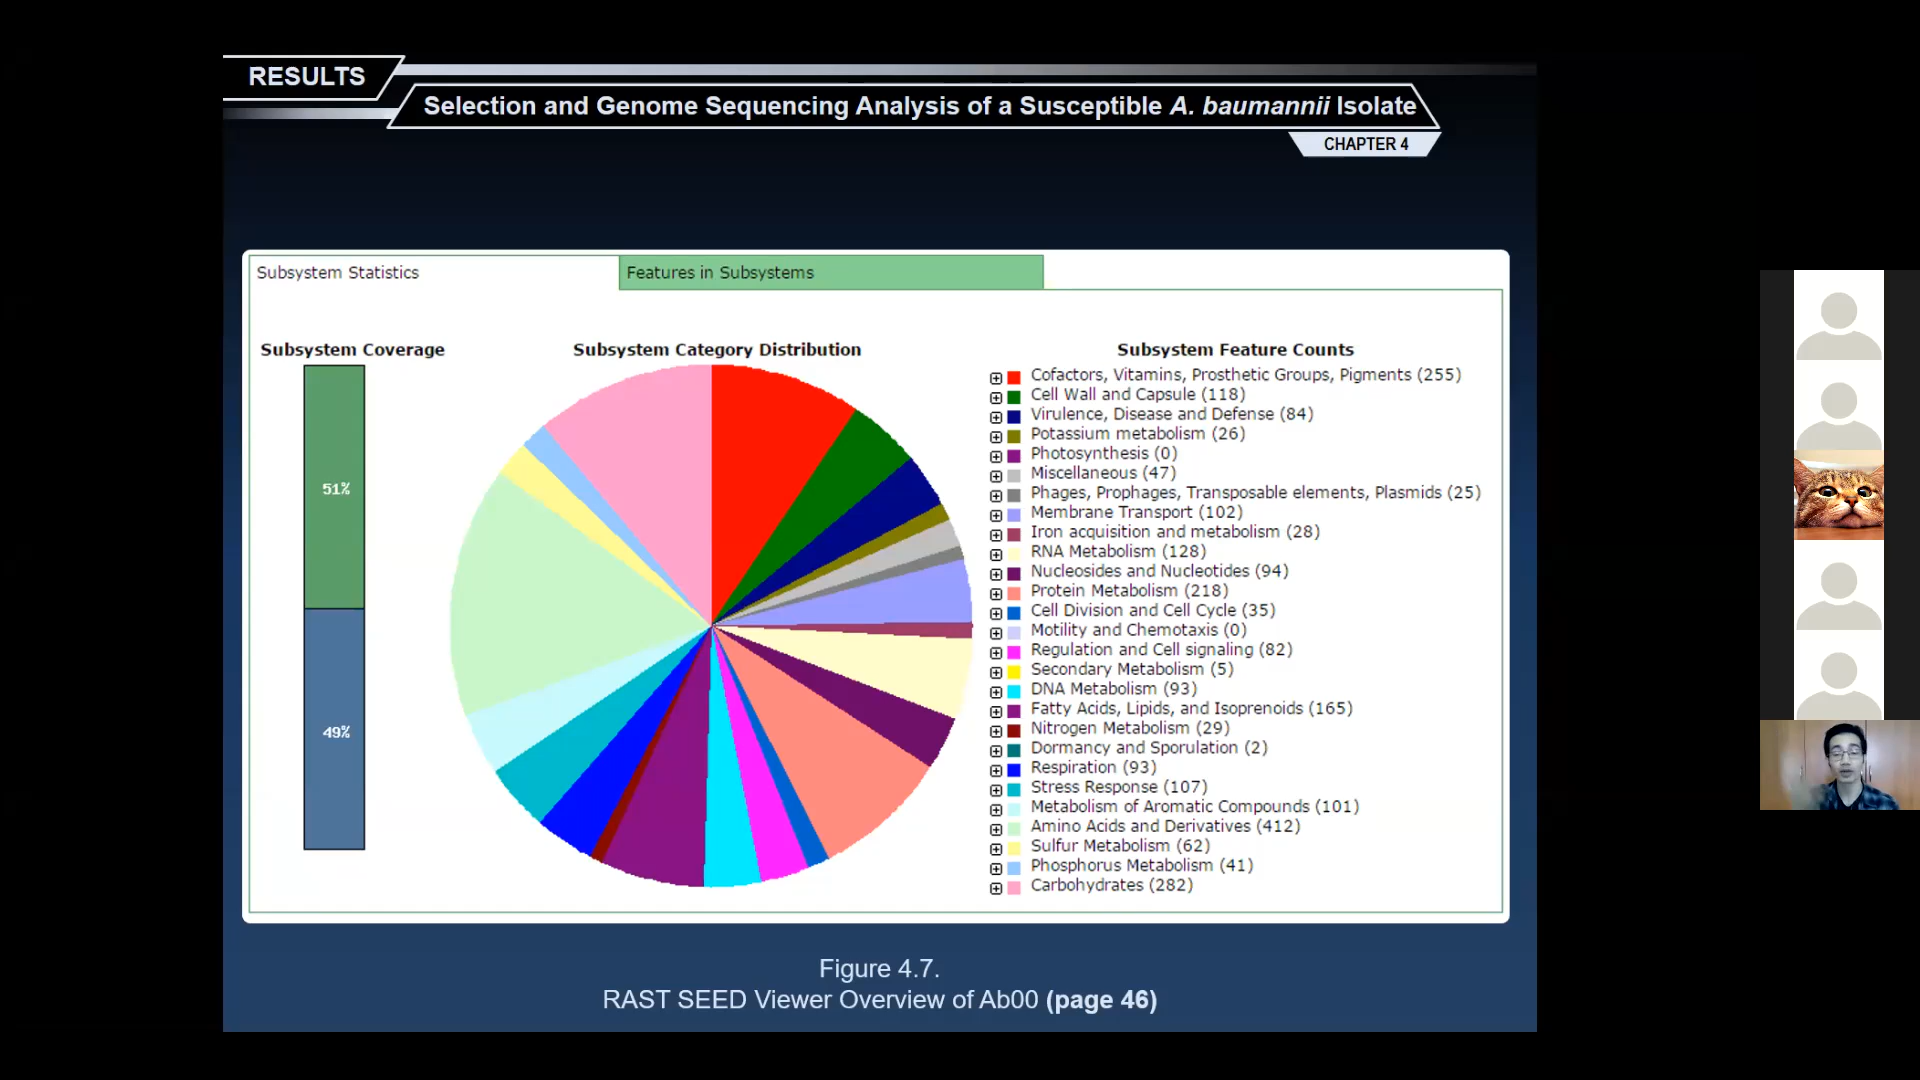 RESULTS
Selection and Genome Sequencing Analysis of a Susceptible A. baumannii Isolate
CHAPTER 4
Subsystem Statistics
Features in Subsystems
Subsystem Coverage
51%
49%
Subsystem Category Distribution
Subsystem Feature Counts
Cofactors, Vitamins, Prosthetic Groups, Pigments (255)
Cell Wall and Capsule (118)
Virulence, Disease and Defense (84)
Potassium metabolism (26)
Photosynthesis (0)
Miscellaneous (47)
Phages, Prophages, Transposable elements, Plasmids (25)
Membrane Transport (102)
Iron acquisition and metabolism (28)
RNA Metabolism (128)
Nucleosides and Nucleotides (94)
Protein Metabolism (218)
Cell Division and Cell Cycle (35)
Motility and Chemotaxis (0)
Regulation and Cell signaling (82)
Secondary Metabolism (5)
DNA Metabolism (93)
Fatty Acids, Lipids, and Isoprenoids (165)
Nitrogen Metabolism (29)
Dormancy and Sporulation (2)
Respiration (93)
Stress Response (107)
Metabolism of Aromatic Compounds (101)
Amino Acids and Derivatives (412)
Sulfur Metabolism (62)
Phosphorus Metabolism (41)
Carbohydrates (282)
Figure 4.7.
RAST SEED Viewer Overview of Ab00 (page 46)